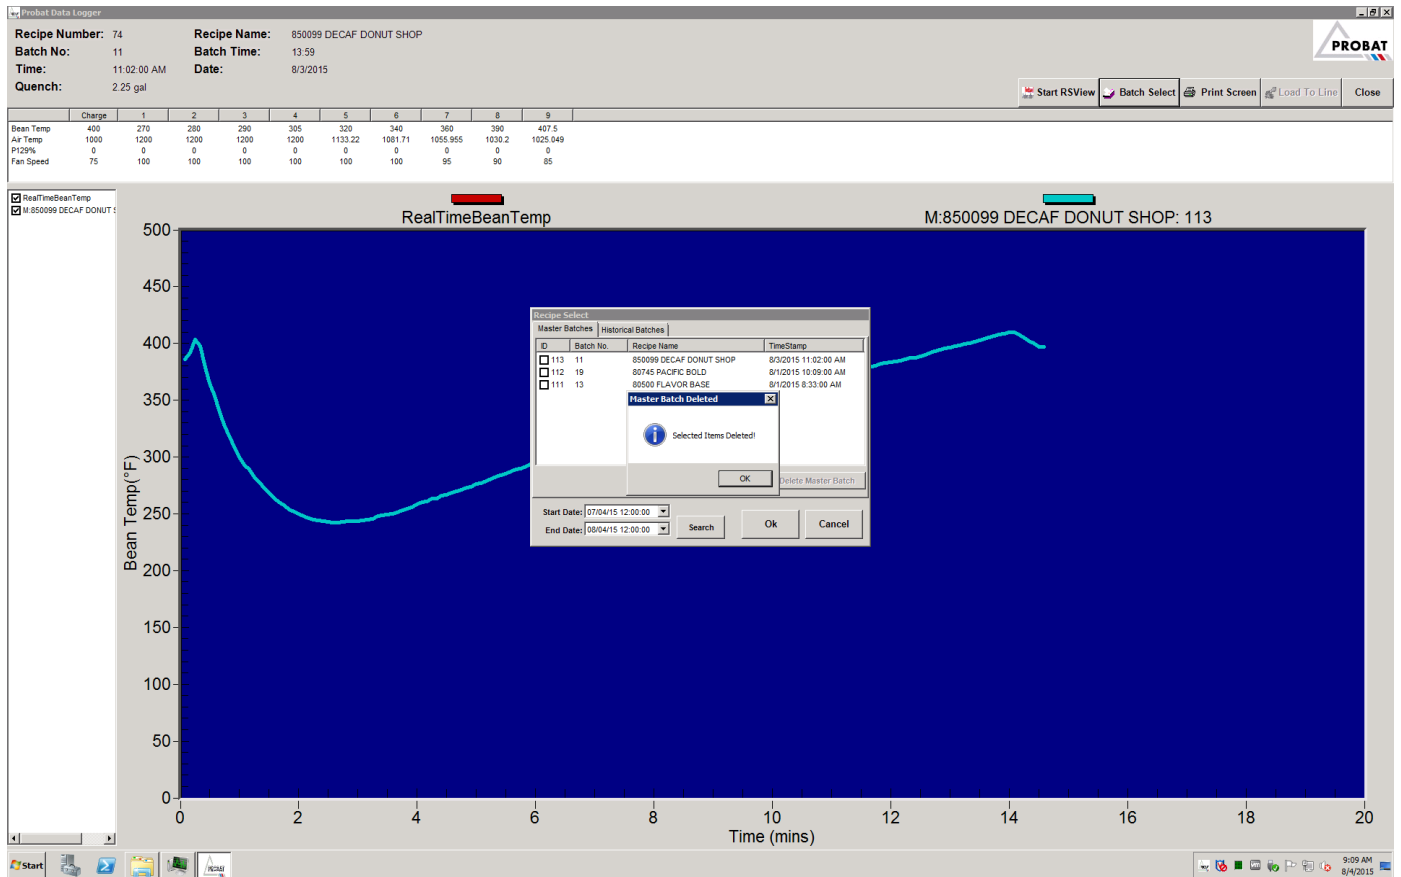 Probat Data Logger
Recipe Number: 74 Recipe Name: 850099 DECAF DONUT SHOP
Batch No: 11 Batch Time: 13:59
Time: 11:02:00 AM Date: 8/3/2015
Quench: 2.25 gal
PROBAT
Start RSView Batch Select Print Screen Load To Line Close
Charge 1 2 3 4 5 6 7 8 9
Bean Temp 400 270 280 290 305 320 340 360 390 407.5
Air Temp 1000 1200 1200 1200 1200 1133.22 1081.71 1055.955 1030.2 1025.049
P129% 0 0 0 0 0 0 0 0 0 0
Fan Speed 75 100 100 100 100 100 100 95 90 85
RealTimeBeanTemp
M:850099 DECAF DONUT S
RealTimeBeanTemp M:850099 DECAF DONUT SHOP: 113
500
450
400
350
300
250
200
150
100
50
0
Bean Temp(°F)
0 2 4 6 8 10 12 14 16 18 20
Time (mins)
Recipe Select
Master Batches Historical Batches
ID Batch No. Recipe Name TimeStamp
113 11 850099 DECAF DONUT SHOP 8/3/2015 11:02:00 AM
112 19 80745 PACIFIC BOLD 8/1/2015 10:09:00 AM
111 13 80500 FLAVOR BASE 8/1/2015 8:33:00 AM
Master Batch Deleted
Selected Items Deleted!
OK
Delete Master Batch
Start Date: 07/04/15 12:00:00
End Date: 08/04/15 12:00:00
Search Ok Cancel
Start
PROBAT
9:09 AM
8/4/2015